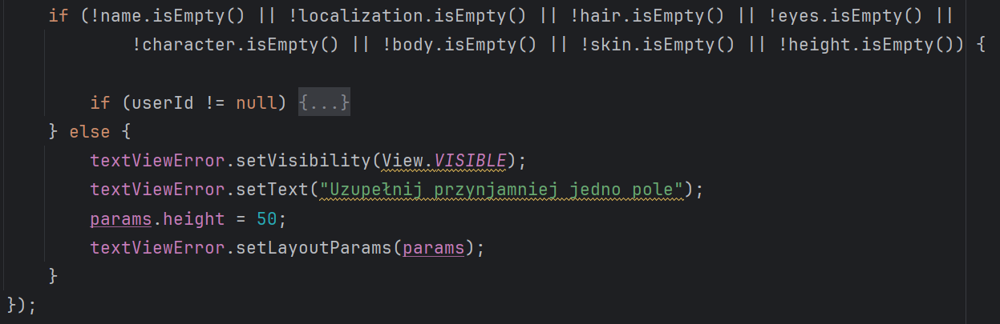 if (!name.isEmpty() || !localization.isEmpty() || !hair.isEmpty() || !eyes.isEmpty() ||
!character.isEmpty() || !body.isEmpty() || !skin.isEmpty() || !height.isEmpty()) {
if (userId != null) {...}
} else {
textViewError.setVisibility(View.VISIBLE);
textViewError.setText("Uzupełnij przynjamniej jedno pole");
params.height = 50;
textViewError.setLayoutParams(params);
}
});